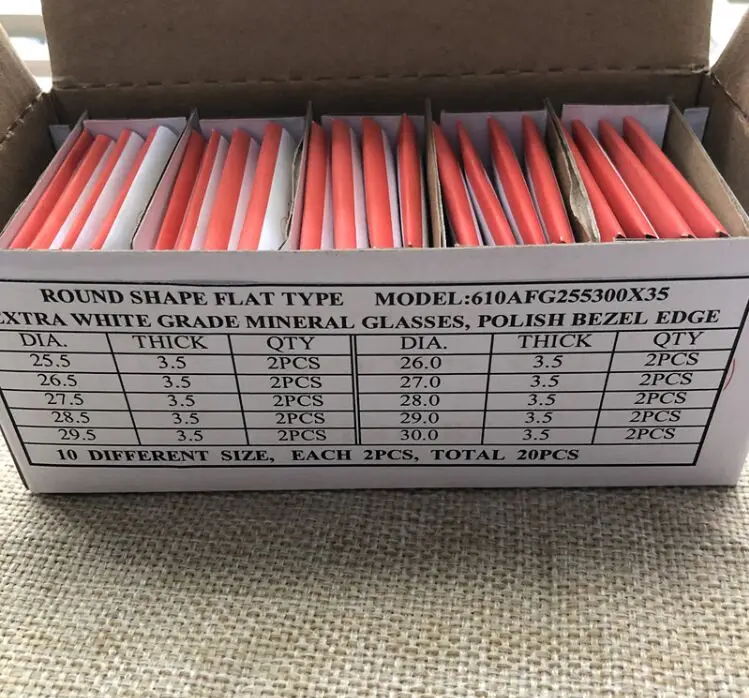 ROUND SHAPE FLAT TYPE MODEL:610AFG255300X35
EXTRA WHITE GRADE MINERAL GLASSES, POLISH BEZEL EDGE
DIA. THICK QTY DIA. THICK QTY
25.5 3.5 2PCS 26.0 3.5 2PCS
26.5 3.5 2PCS 27.0 3.5 2PCS
27.5 3.5 2PCS 28.0 3.5 2PCS
28.5 3.5 2PCS 29.0 3.5 2PCS
29.5 3.5 2PCS 30.0 3.5 2PCS
10 DIFFERENT SIZE, EACH 2PCS, TOTAL 20PCS